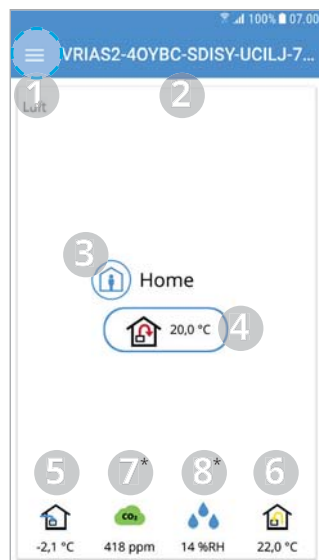 100% 07.00
VRIAS2-4OYBC-SDISY-UCILJ-7...
1 2
Luft
3
Home
20,0 °C 4
5 7* 8* 6
CO₂
-2,1 °C 418 ppm 14 %RH 22,0 °C